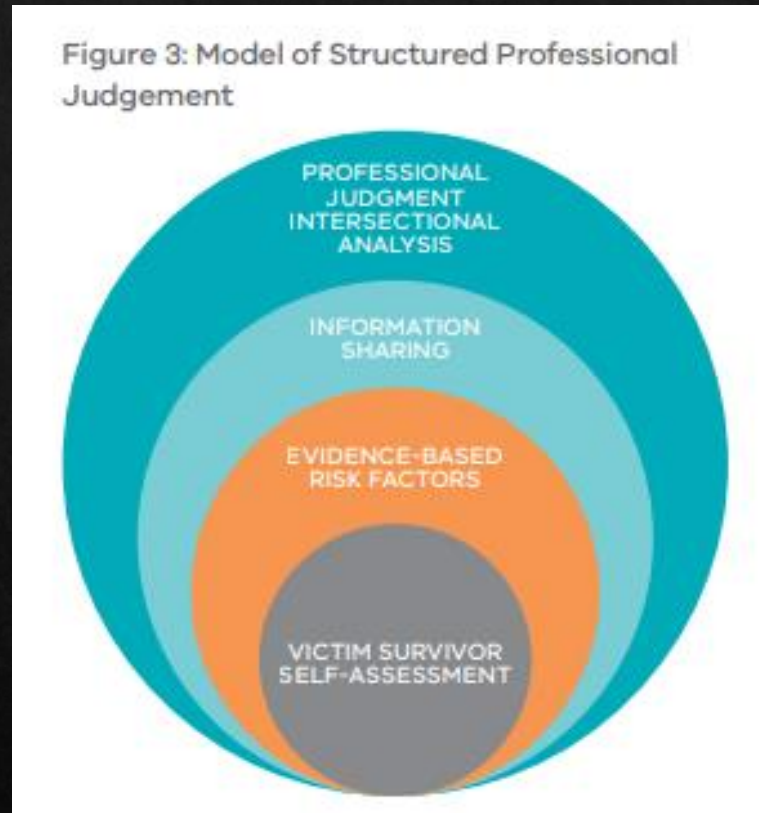 Figure 3: Model of Structured Professional
Judgement
PROFESSIONAL
JUDGMENT
INTERSECTIONAL
ANALYSIS
INFORMATION
SHARING
EVIDENCE-BASED
RISK FACTORS
VICTIM SURVIVOR
SELF-ASSESSMENT